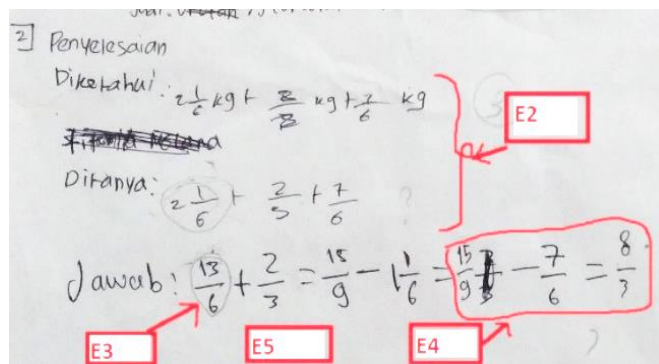 2] Penyelesaian
Diketahui: 2 1/6 kg + 2/3 kg + 7/6 kg
E2
Ditanya: 2 1/6 + 2/3 + 7/6 ?
Jawab: 13/6 + 2/3 = 15/9 - 1 1/6 = 15/9 - 7/6 = 8/3
E3
E5
E4